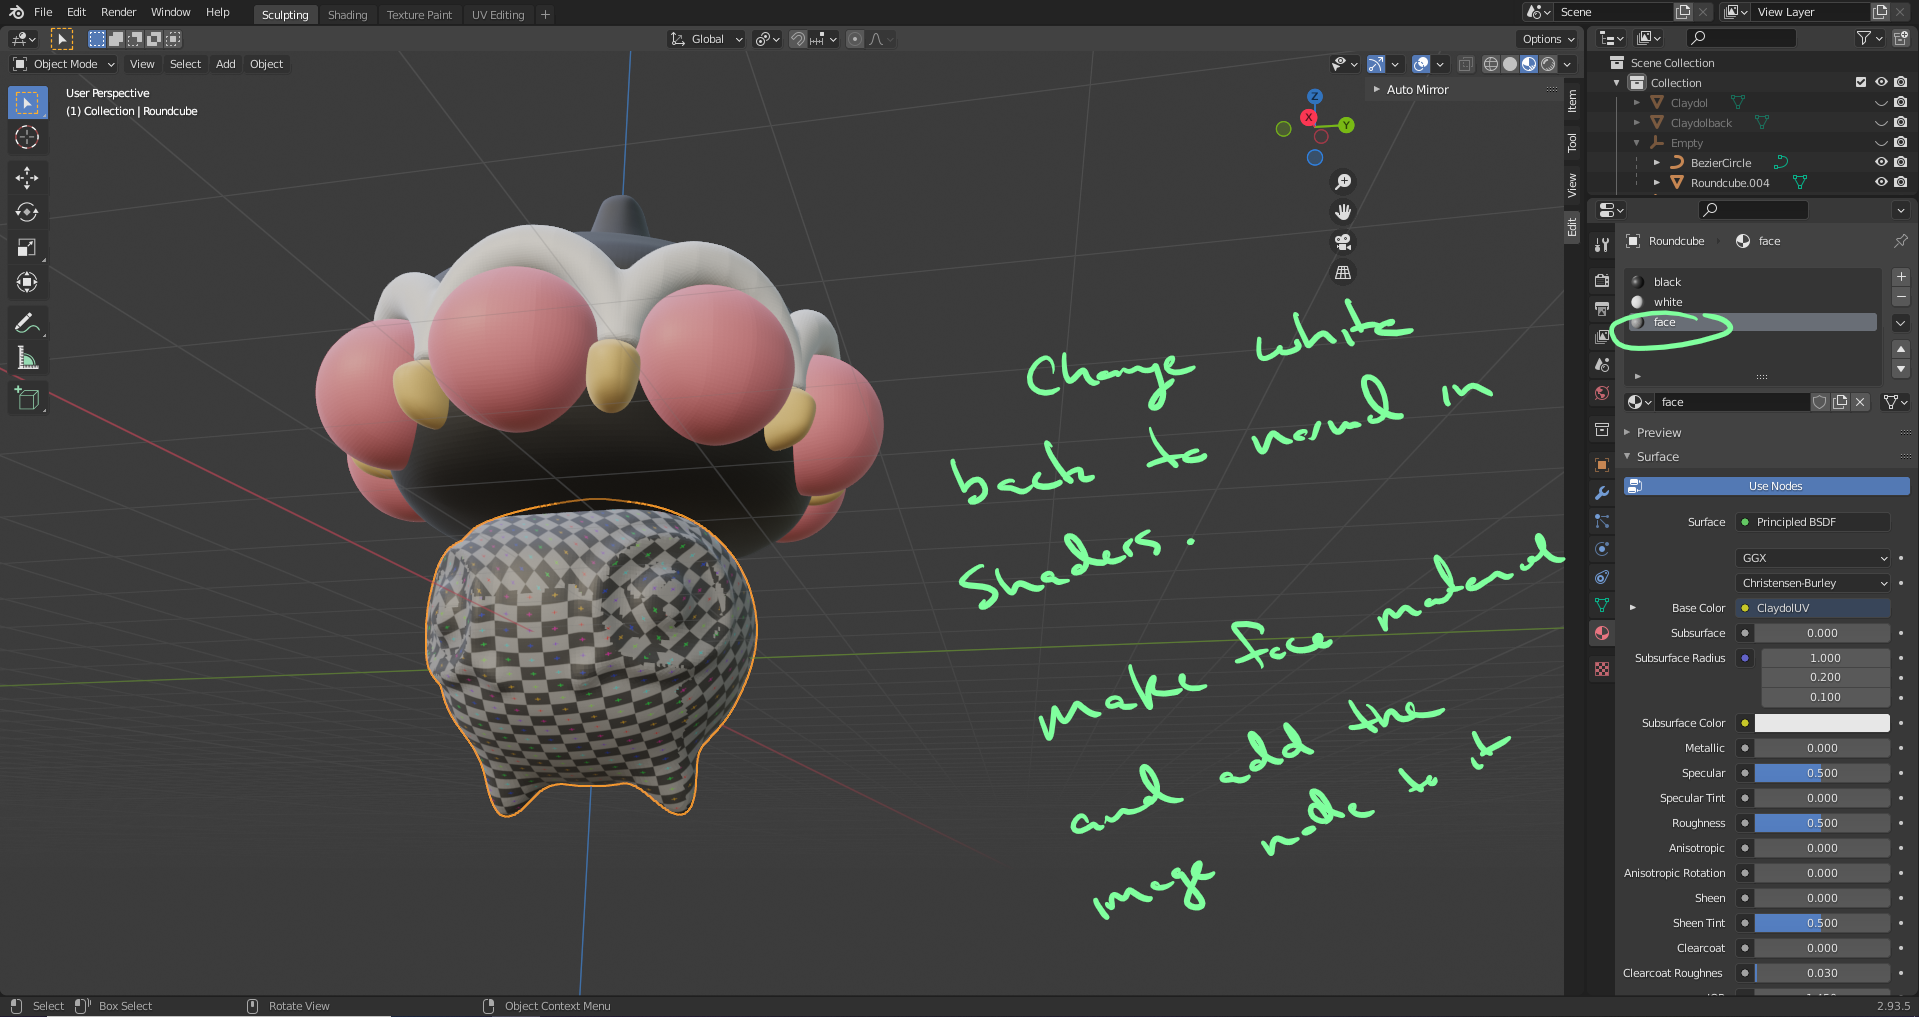 File Edit Render Window Help Sculpting Shading Texture Paint UV Editing + Scene View Layer
Global Options
Object Mode View Select Add Object
User Perspective
(1) Collection | Roundcube
Z
X Y
Auto Mirror
Item
Tool
View
Edit
Change white
back to normal in
Shaders.
make face material
and add the
image node to it
Scene Collection
Collection
Claydol
Claydolback
Empty
BezierCircle
Roundcube.004
Roundcube face
black
white
face
face
Preview
Surface
Use Nodes
Surface Principled BSDF
GGX
Christensen-Burley
Base Color ClaydolUV
Subsurface 0.000
Subsurface Radius 1.000
0.200
0.100
Subsurface Color
Metallic 0.000
Specular 0.500
Specular Tint 0.000
Roughness 0.500
Anisotropic 0.000
Anisotropic Rotation 0.000
Sheen 0.000
Sheen Tint 0.500
Clearcoat 0.000
Clearcoat Roughnes 0.030
Select Box Select Rotate View Object Context Menu 2.93.5